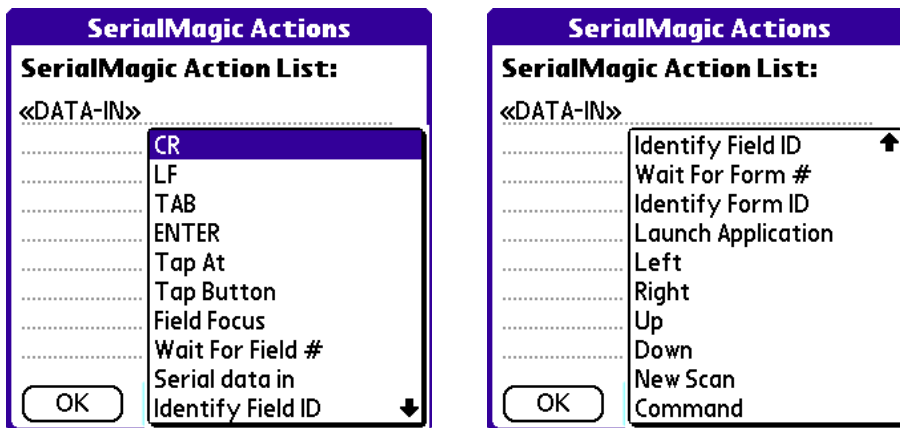 SerialMagic Actions
SerialMagic Action List:
«DATA-IN»
CR
LF
TAB
ENTER
Tap At
Tap Button
Field Focus
Wait For Field #
Serial data in
Identify Field ID
OK
SerialMagic Actions
SerialMagic Action List:
«DATA-IN»
Identify Field ID
Wait For Form #
Identify Form ID
Launch Application
Left
Right
Up
Down
New Scan
Command
OK